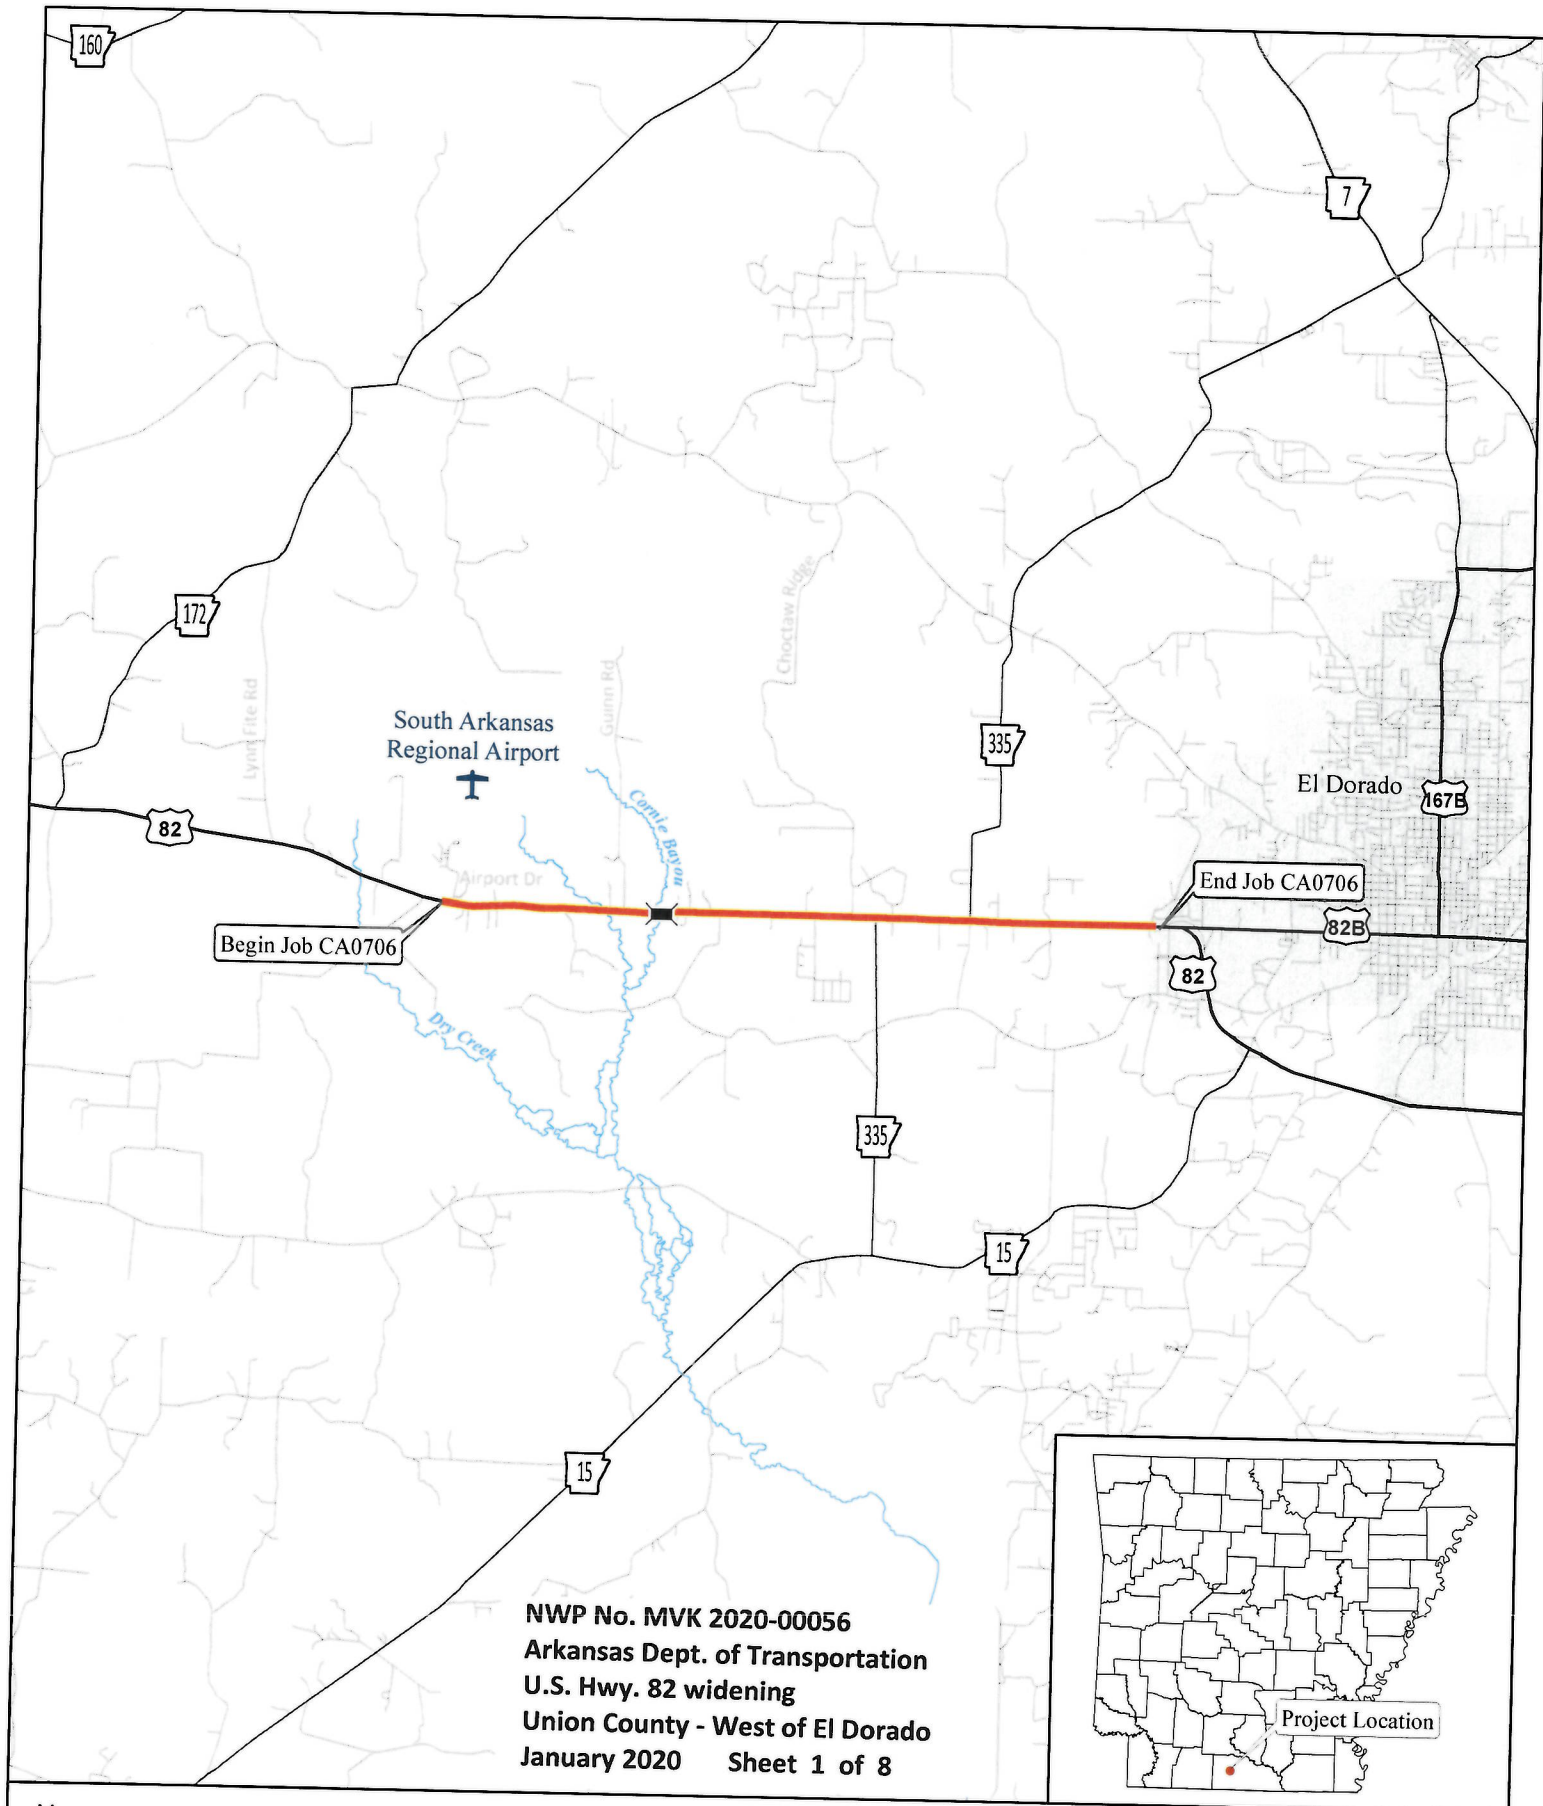 160
7
172
Choctaw Ridge
Guinn Rd
Lynn Fite Rd
South Arkansas
Regional Airport
335
El Dorado
167B
Cornie Bayou
82
Airport Dr
End Job CA0706
Begin Job CA0706
82B
82
Dry Creek
335
15
15
NWP No. MVK 2020-00056
Arkansas Dept. of Transportation
U.S. Hwy. 82 widening
Union County - West of El Dorado
January 2020 Sheet 1 of 8
Project Location